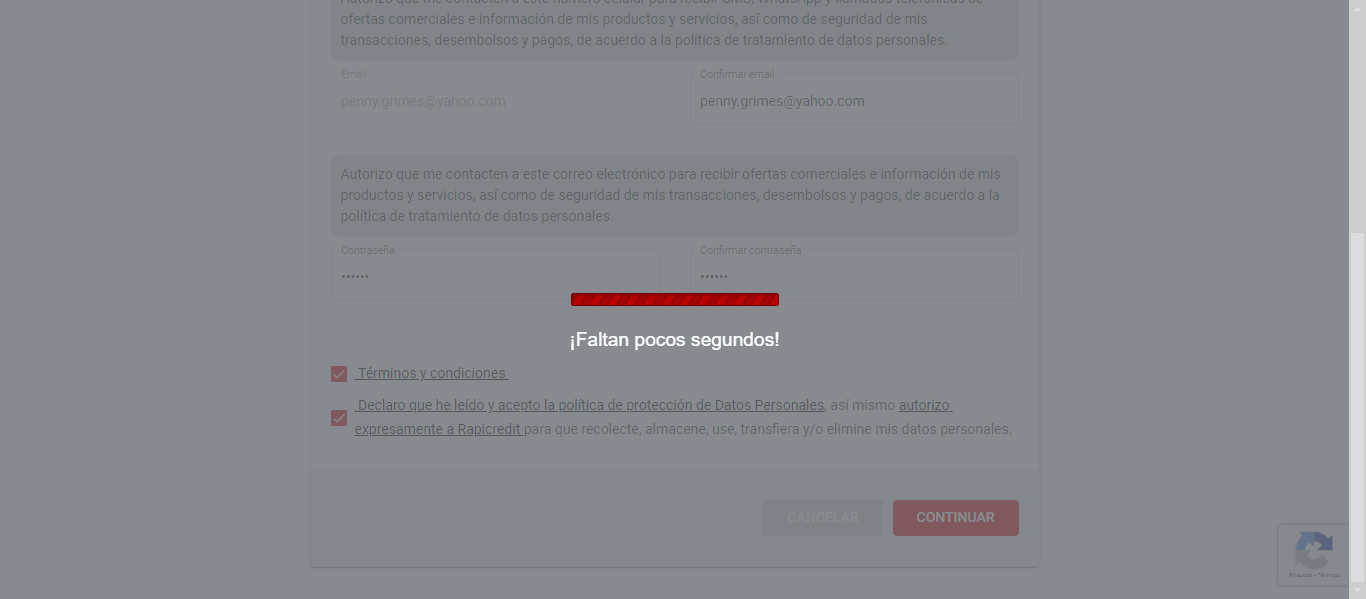 Autorizo que me contacten a este número celular para recibir SMS, WhatsApp y llamadas telefónicas de
ofertas comerciales e información de mis productos y servicios, así como de seguridad de mis
transacciones, desembolsos y pagos, de acuerdo a la política de tratamiento de datos personales.
Email
Confirmar email
penny.grimes@yahoo.com
penny.grimes@yahoo.com
Autorizo que me contacten a este correo electrónico para recibir ofertas comerciales e información de mis
productos y servicios, así como de seguridad de mis transacciones, desembolsos y pagos, de acuerdo a la
política de tratamiento de datos personales.
Contraseña
Confirmar contraseña
••••••
••••••
¡Faltan pocos segundos!
Términos y condiciones
Declaro que he leído y acepto la política de protección de Datos Personales, así mismo autorizo
expresamente a Rapicredit para que recolecte, almacene, use, transfiera y/o elimine mis datos personales.
CANCELAR
CONTINUAR
Privacidad - Términos